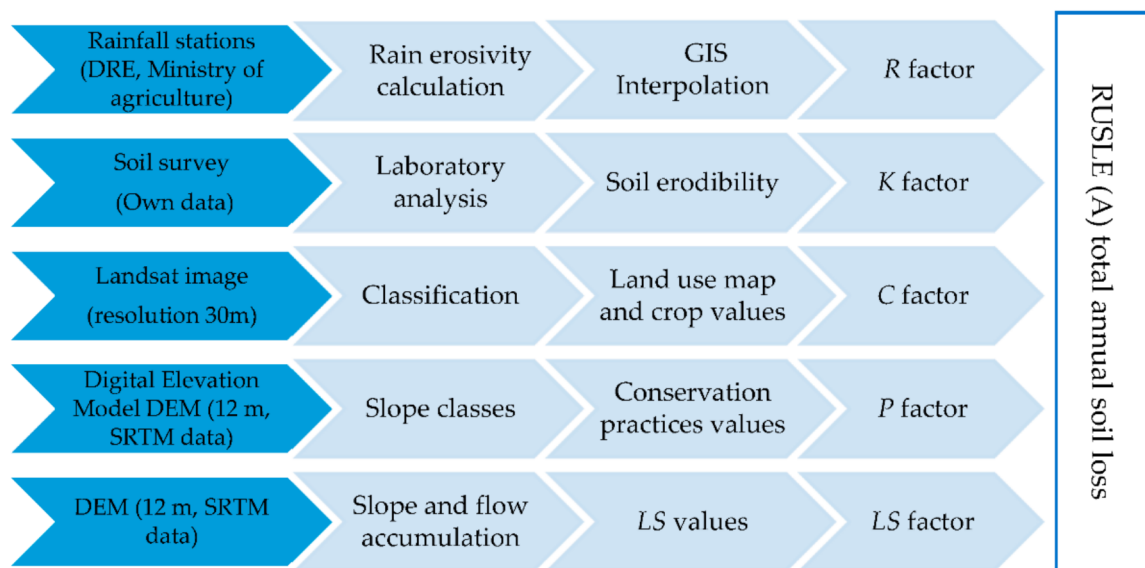 Rainfall stations
(DRE, Ministry of
agriculture)
Rain erosivity
calculation
GIS
Interpolation
R factor
Soil survey
(Own data)
Laboratory
analysis
Soil erodibility
K factor
Landsat image
(resolution 30m)
Classification
Land use map
and crop values
C factor
Digital Elevation
Model DEM (12 m,
SRTM data)
Slope classes
Conservation
practices values
P factor
DEM (12 m, SRTM
data)
Slope and flow
accumulation
LS values
LS factor
RUSLE (A) total annual soil loss